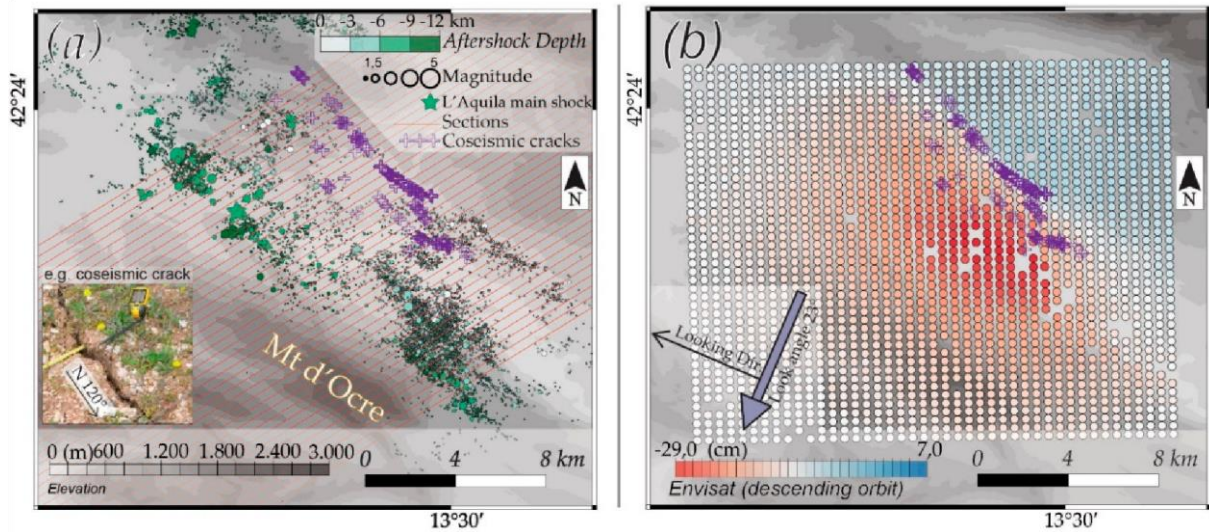 (a)
0 -3 -6 -9 -12 km
Aftershock Depth
1,5 5 Magnitude
L'Aquila main shock
Sections
Coseismic cracks
42°24'
N
e.g. coseismic crack
N 120°
Mt d'Ocre
0 (m) 600 1.200 1.800 2.400 3.000
Elevation
0 4 8 km
13°30'
(b)
42°24'
N
Looking Dir.
Look angle 23
-29,0 (cm) 7,0
Envisat (descending orbit)
0 4 8 km
13°30'